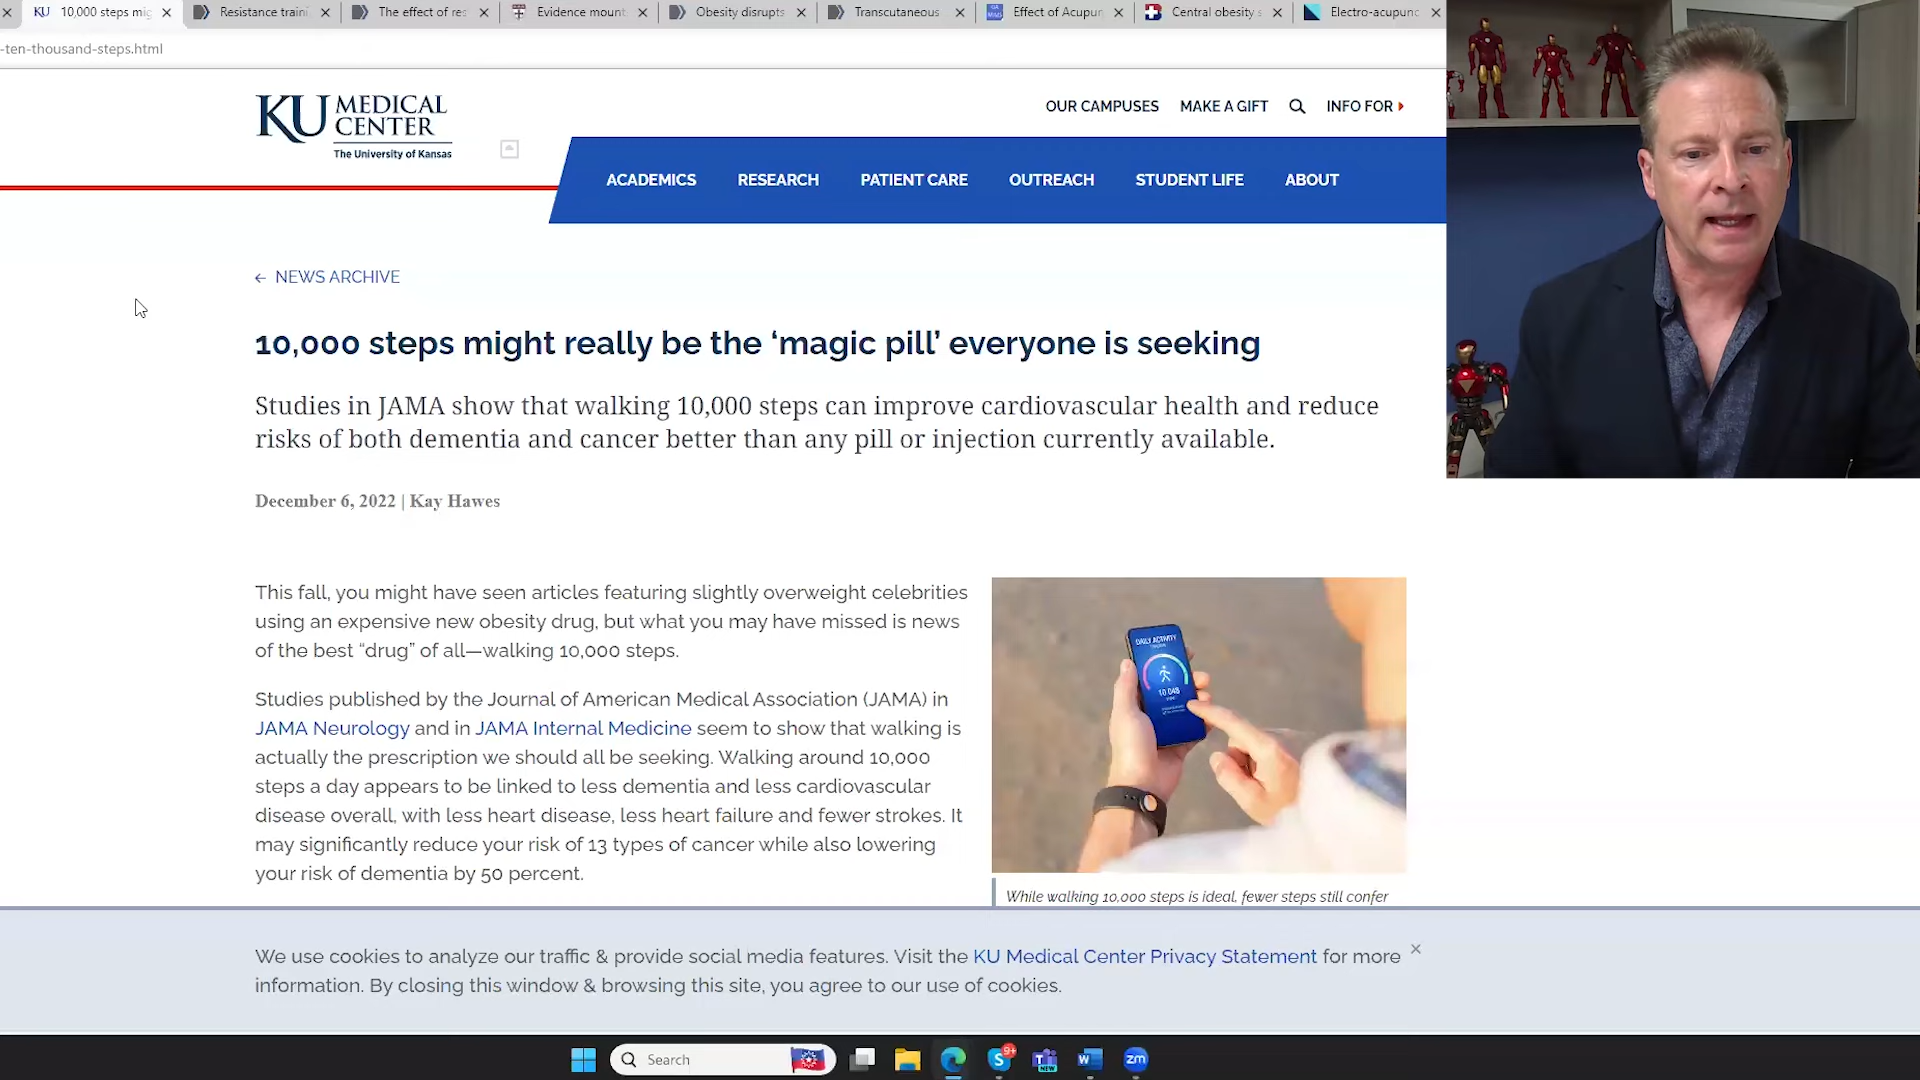 10,000 steps mig
Resistance traini
The effect of res
Evidence mount
Obesity disrupts
Transcutaneous
Effect of Acupur
Central obesity s
Electro-acupunc
-ten-thousand-steps.html
KU MEDICAL CENTER
The University of Kansas
OUR CAMPUSES MAKE A GIFT INFO FOR
ACADEMICS RESEARCH PATIENT CARE OUTREACH STUDENT LIFE ABOUT
← NEWS ARCHIVE
10,000 steps might really be the ‘magic pill’ everyone is seeking
Studies in JAMA show that walking 10,000 steps can improve cardiovascular health and reduce
risks of both dementia and cancer better than any pill or injection currently available.
December 6, 2022 | Kay Hawes
This fall, you might have seen articles featuring slightly overweight celebrities
using an expensive new obesity drug, but what you may have missed is news
of the best “drug” of all—walking 10,000 steps.
Studies published by the Journal of American Medical Association (JAMA) in
JAMA Neurology and in JAMA Internal Medicine seem to show that walking is
actually the prescription we should all be seeking. Walking around 10,000
steps a day appears to be linked to less dementia and less cardiovascular
disease overall, with less heart disease, less heart failure and fewer strokes. It
may significantly reduce your risk of 13 types of cancer while also lowering
your risk of dementia by 50 percent.
DAILY ACTIVITY
10 048
While walking 10,000 steps is ideal, fewer steps still confer
We use cookies to analyze our traffic & provide social media features. Visit the KU Medical Center Privacy Statement for more
information. By closing this window & browsing this site, you agree to our use of cookies.
Search
9+
NEW
zm